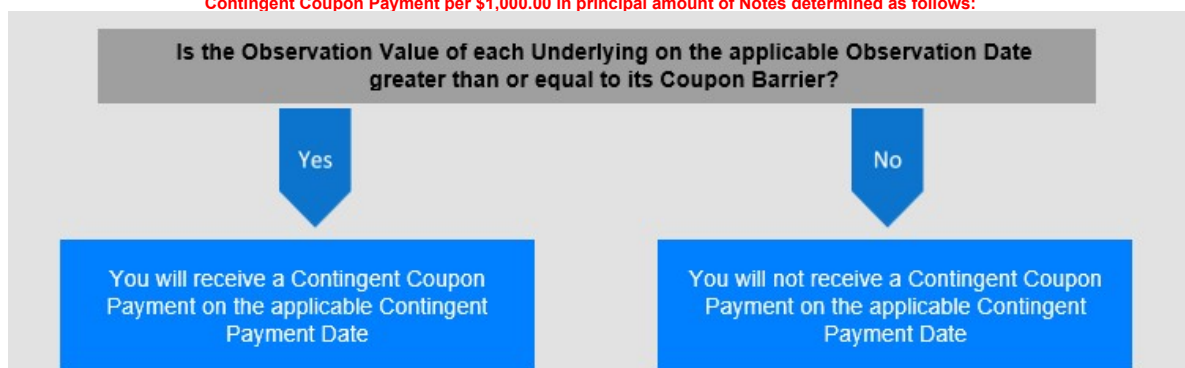 Contingent Coupon Payment per $1,000.00 in principal amount of Notes determined as follows:
Is the Observation Value of each Underlying on the applicable Observation Date
greater than or equal to its Coupon Barrier?
Yes
No
You will receive a Contingent Coupon
Payment on the applicable Contingent
Payment Date
You will not receive a Contingent Coupon
Payment on the applicable Contingent
Payment Date